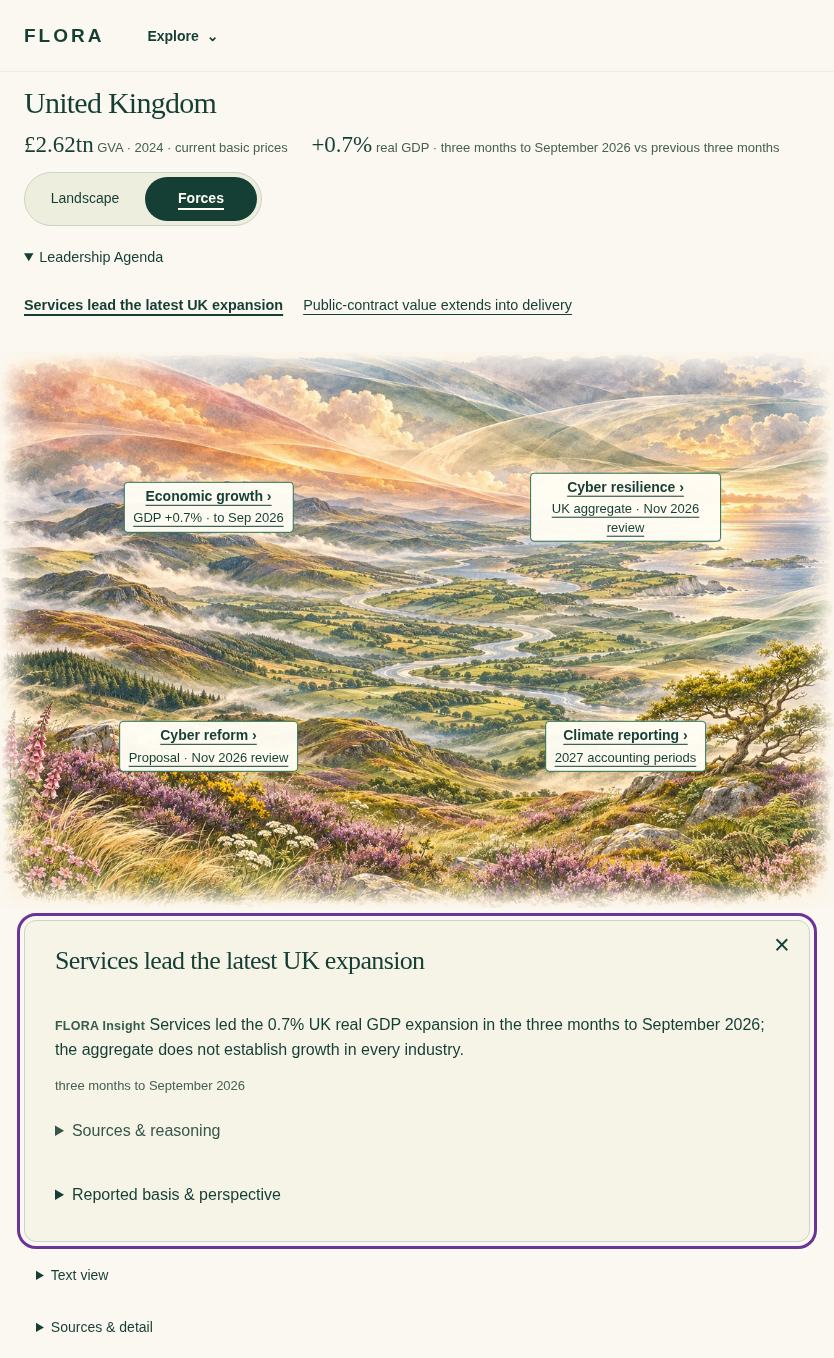 FLORA
Explore ⌄
United Kingdom
£2.62tn GVA · 2024 · current basic prices
+0.7% real GDP · three months to September 2026 vs previous three months
Landscape
Forces
▼ Leadership Agenda
Services lead the latest UK expansion
Public-contract value extends into delivery
Economic growth ›
GDP +0.7% · to Sep 2026
Cyber resilience ›
UK aggregate · Nov 2026
review
Cyber reform ›
Proposal · Nov 2026 review
Climate reporting ›
2027 accounting periods
✕
Services lead the latest UK expansion
FLORA Insight Services led the 0.7% UK real GDP expansion in the three months to September 2026;
the aggregate does not establish growth in every industry.
three months to September 2026
▶ Sources & reasoning
▶ Reported basis & perspective
▶ Text view
▶ Sources & detail